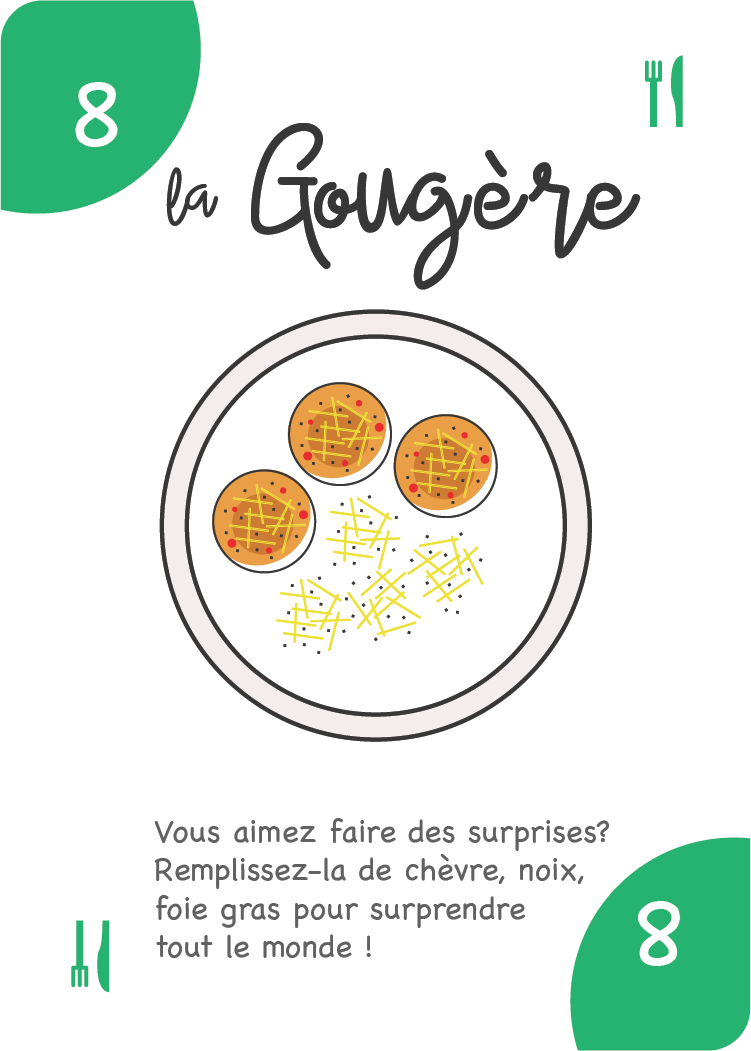 8
la Gougère
Vous aimez faire des surprises?
Remplissez-la de chèvre, noix,
foie gras pour surprendre
tout le monde !
8